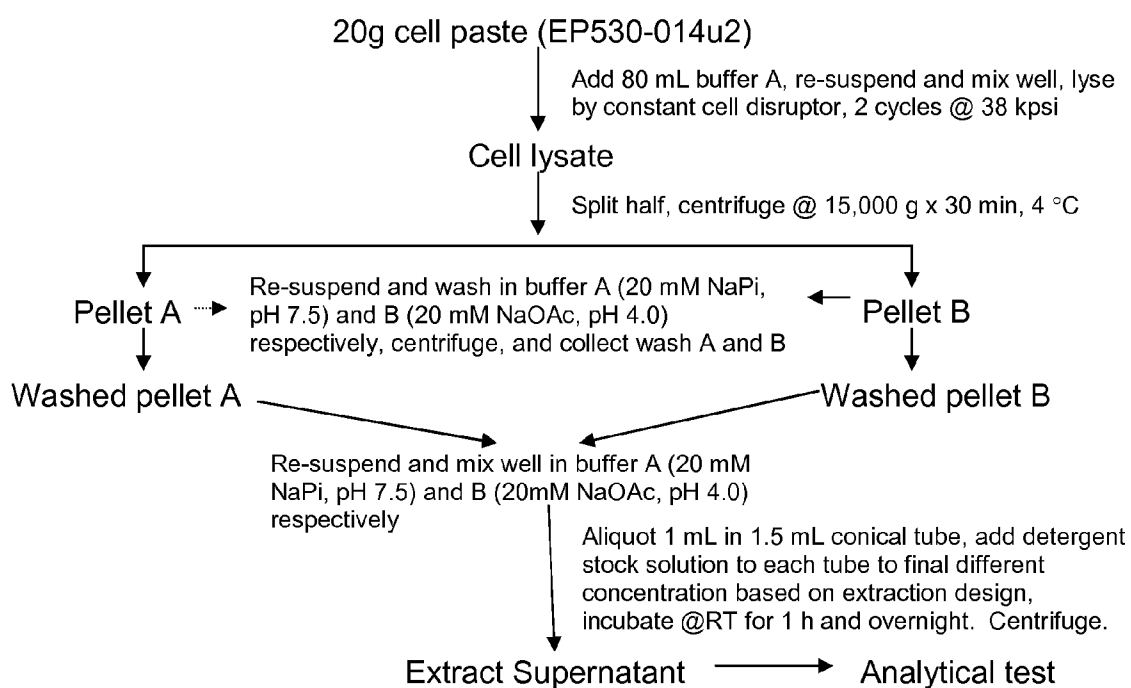 20g cell paste (EP530-014u2)
Add 80 mL buffer A, re-suspend and mix well, lyse
by constant cell disruptor, 2 cycles @ 38 kpsi
Cell lysate
Split half, centrifuge @ 15,000 g x 30 min, 4 °C
Pellet A
Re-suspend and wash in buffer A (20 mM NaPi,
pH 7.5) and B (20 mM NaOAc, pH 4.0)
respectively, centrifuge, and collect wash A and B
Pellet B
Washed pellet A
Washed pellet B
Re-suspend and mix well in buffer A (20 mM
NaPi, pH 7.5) and B (20mM NaOAc, pH 4.0)
respectively
Aliquot 1 mL in 1.5 mL conical tube, add detergent
stock solution to each tube to final different
concentration based on extraction design,
incubate @RT for 1 h and overnight.  Centrifuge.
Extract Supernatant
Analytical test